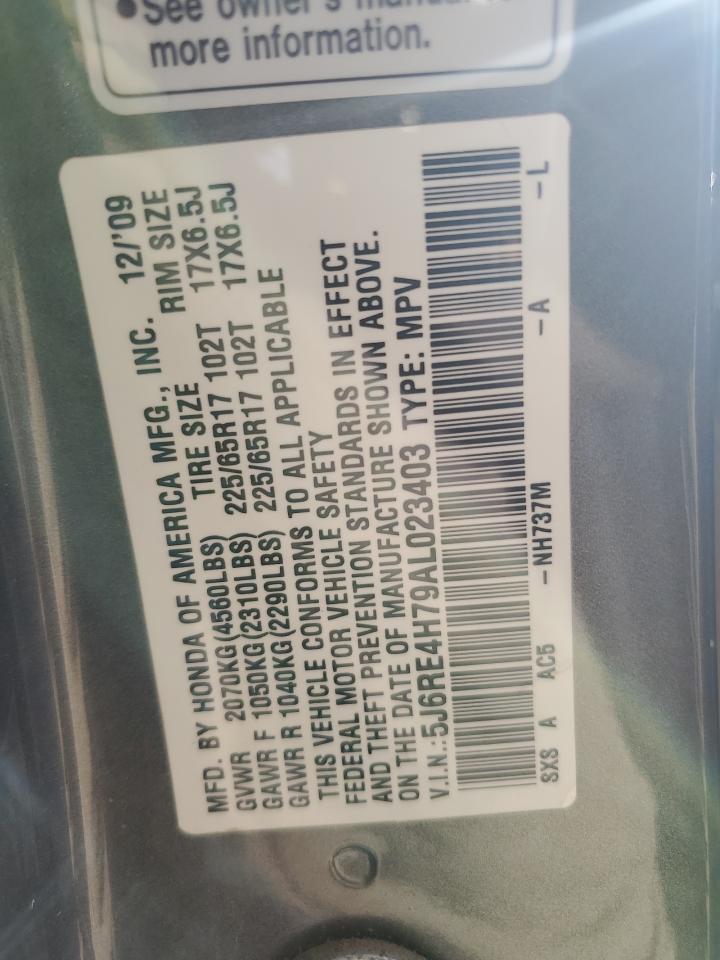 ●See owner's manual
more information.
MFD. BY HONDA OF AMERICA MFG., INC. 12/'09
GVWR 2070KG(4560LBS) TIRE SIZE RIM SIZE
GAWR F 1050KG(2310LBS) 225/65R17 102T 17X6.5J
GAWR R 1040KG(2290LBS) 225/65R17 102T 17X6.5J
THIS VEHICLE CONFORMS TO ALL APPLICABLE
FEDERAL MOTOR VEHICLE SAFETY
AND THEFT PREVENTION STANDARDS IN EFFECT
ON THE DATE OF MANUFACTURE SHOWN ABOVE.
V.I.N.:5J6RE4H79AL023403 TYPE: MPV
SXS A AC5 -NH737M -A -L